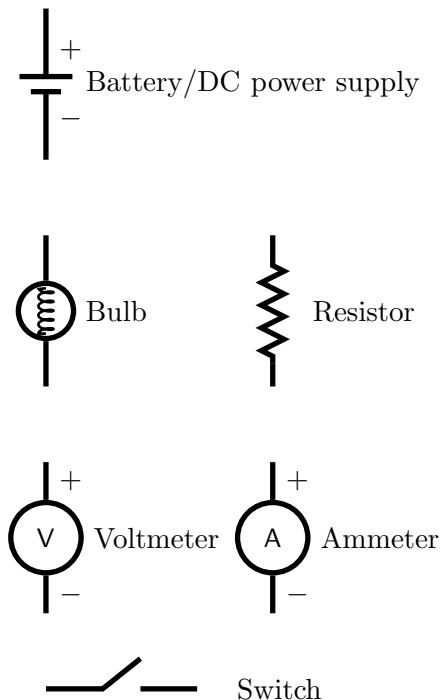 +
Battery/DC power supply
−
Bulb
Resistor
+
+
V
Voltmeter
A
Ammeter
−
−
Switch